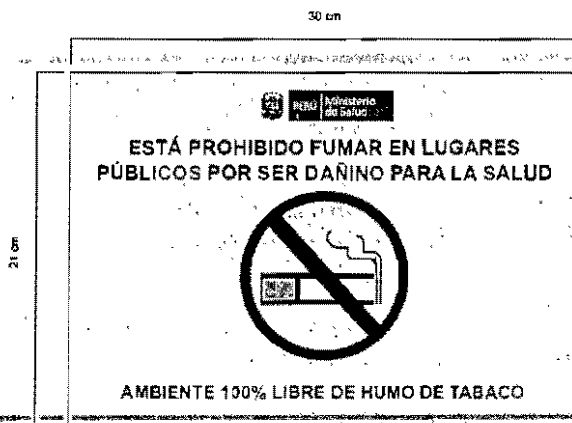 30 cm
PERÚ Ministerio
de Salud
ESTÁ PROHIBIDO FUMAR EN LUGARES
PÚBLICOS POR SER DAÑINO PARA LA SALUD
21 cm
AMBIENTE 100% LIBRE DE HUMO DE TABACO